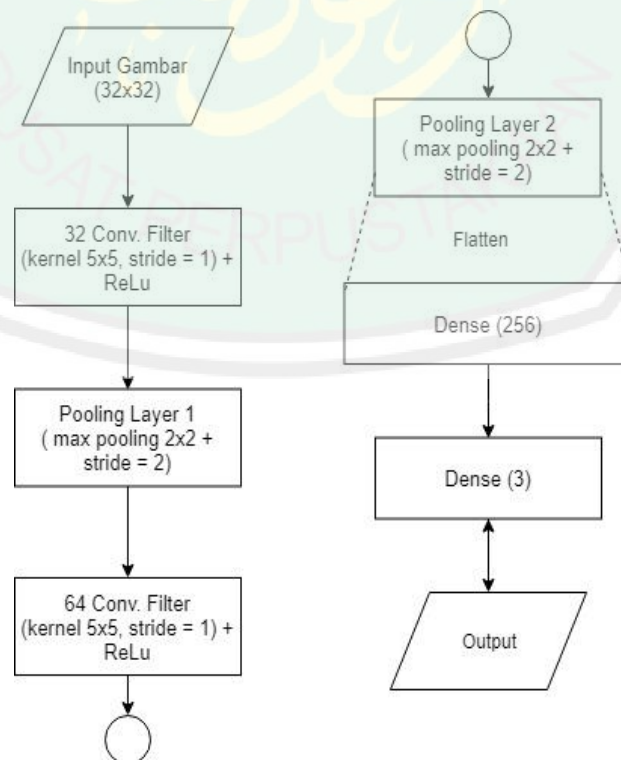 Input Gambar
(32x32)
32 Conv. Filter
(kernel 5x5, stride = 1) +
ReLu
Pooling Layer 1
( max pooling 2x2 +
stride = 2)
64 Conv. Filter
(kernel 5x5, stride = 1) +
ReLu
Pooling Layer 2
( max pooling 2x2 +
stride = 2)
Flatten
Dense (256)
Dense (3)
Output